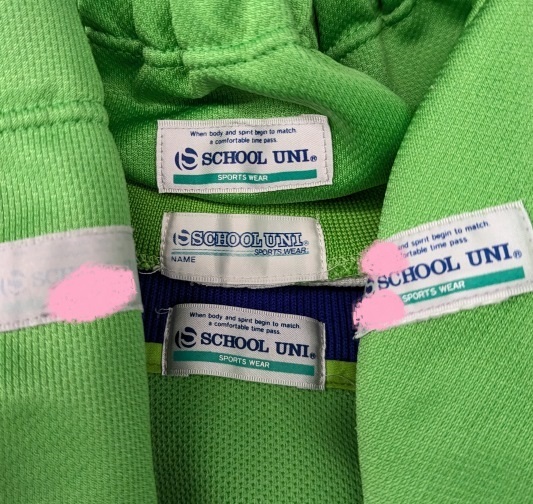 When body and spirit begin to match
a comfortable time pass.
S SCHOOL UNI®
SPORTS WEAR
S SCHOOL UNI®
SPORTS WEAR
NAME
and spirit begin to match
time pass
SCHOOL UNI®
SPORTS WEAR
When body and spirit begin to match
a comfortable time pass.
S SCHOOL UNI®
SPORTS WEAR